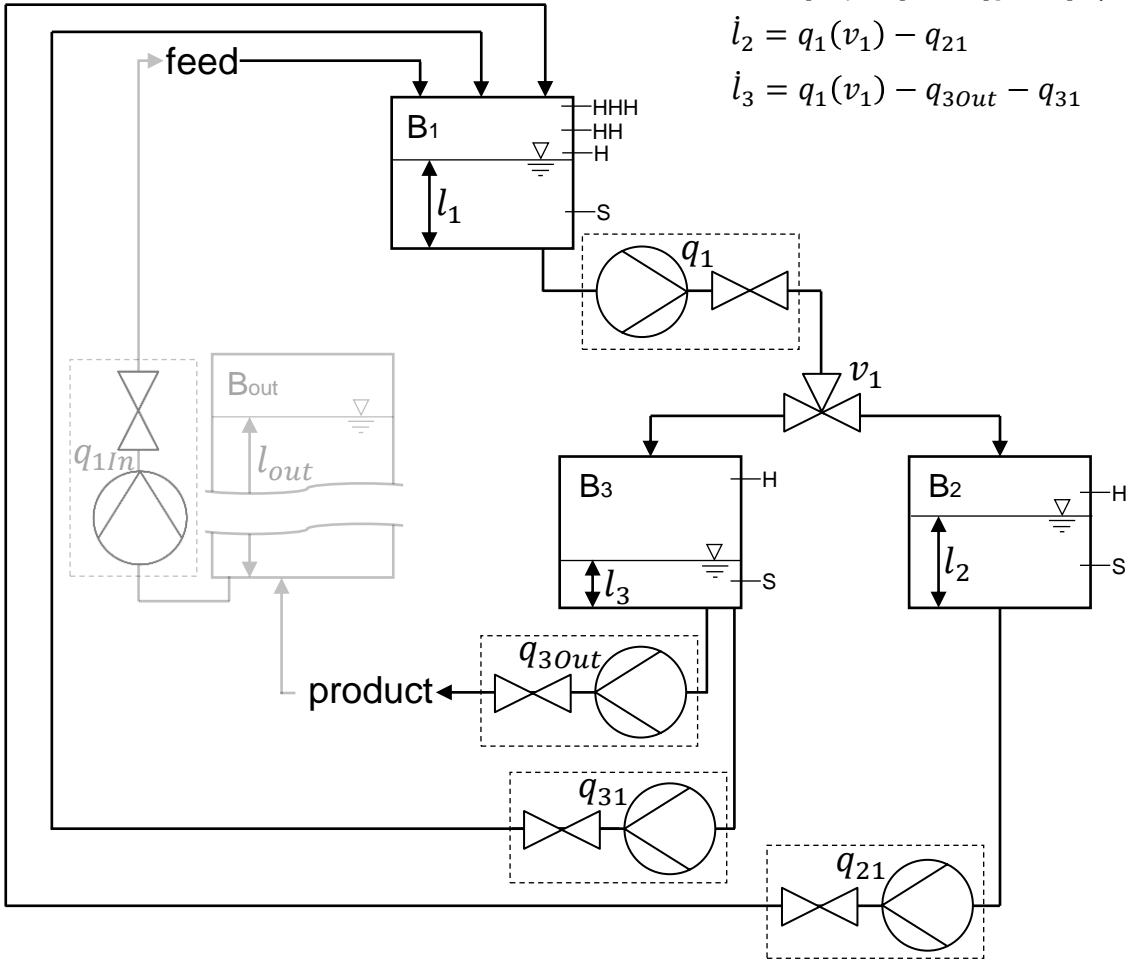 l̇₂ = q₁(v₁) − q₂₁
feed
l̇₃ = q₁(v₁) − q₃Out − q₃₁
HHH
B1
HH
H
l₁
S
q₁
Bout
v₁
q₁In
lout
B3
H
B2
H
l₃
S
l₂
S
q₃Out
product
q₃₁
q₂₁